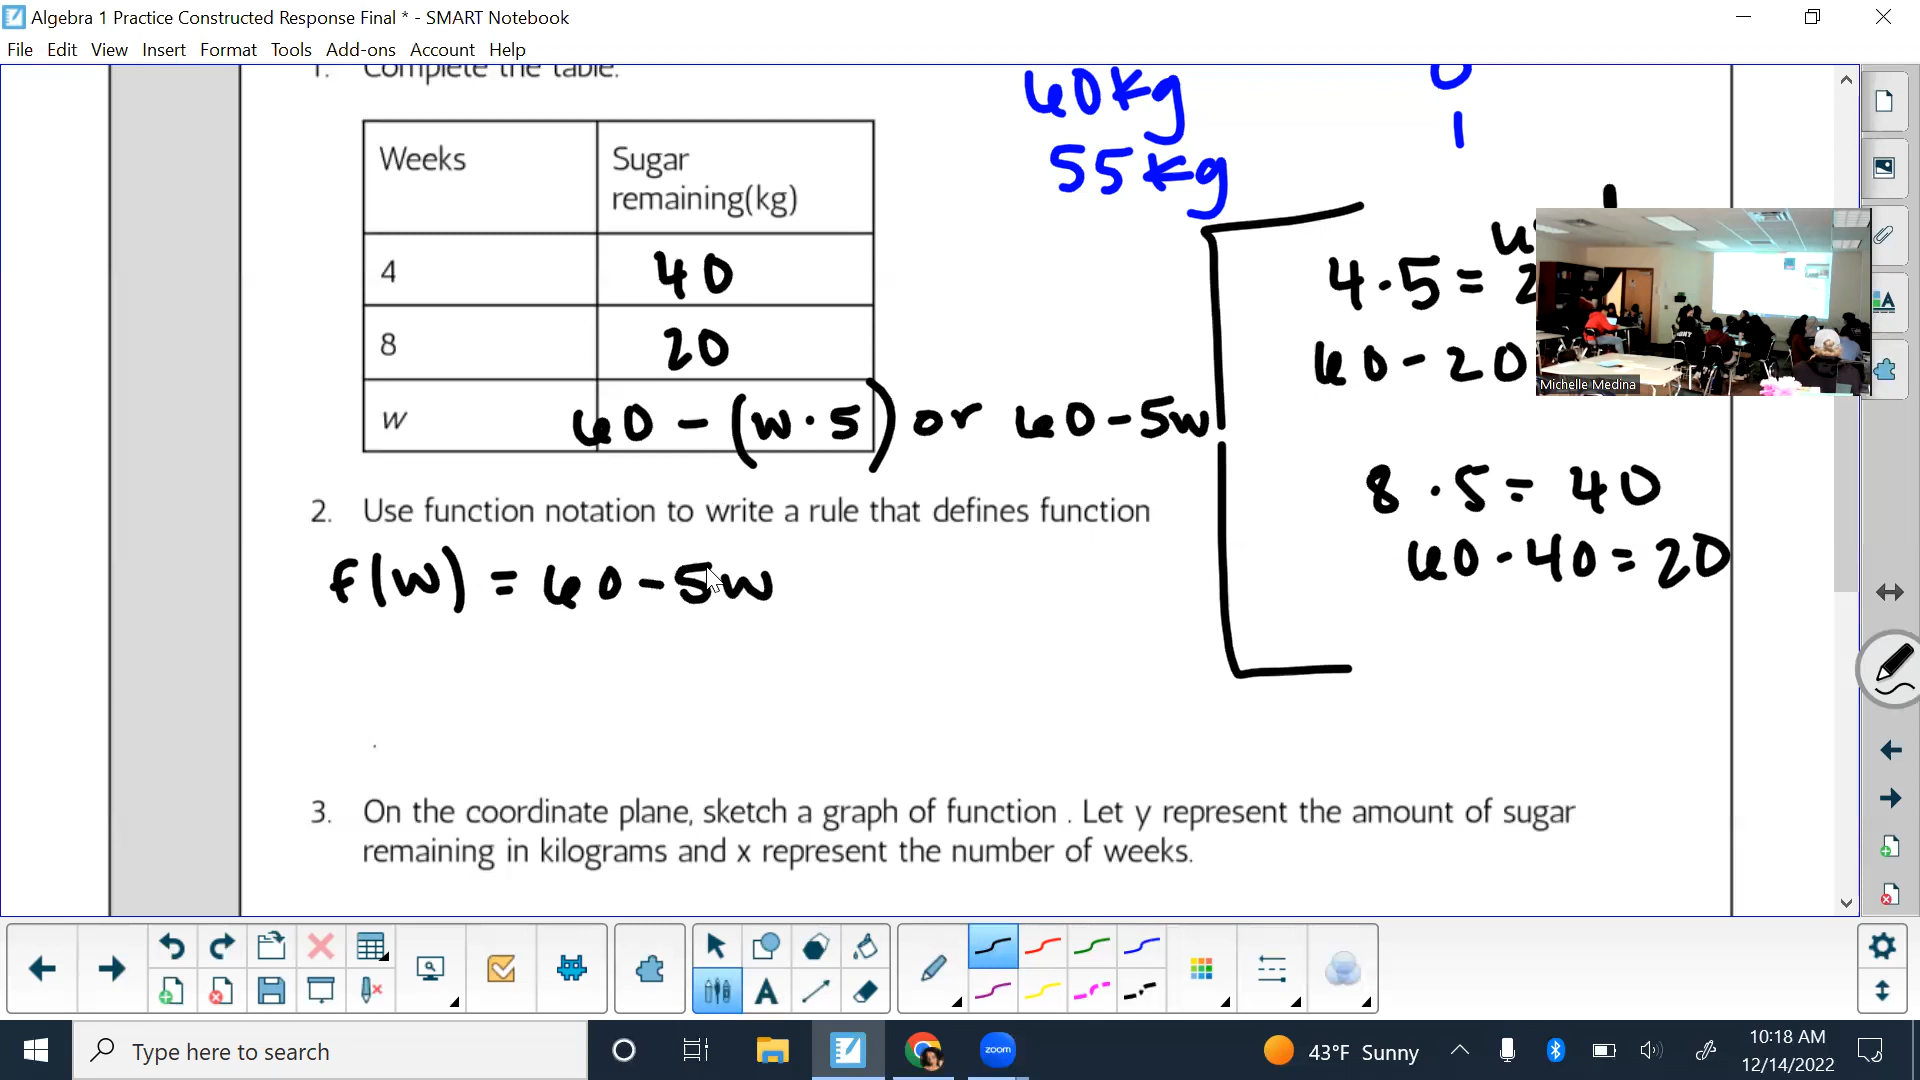 Algebra 1 Practice Constructed Response Final * - SMART Notebook
File Edit View Insert Format Tools Add-ons Account Help
1. Complete the table.
60kg
0
55kg
1
Weeks
Sugar remaining(kg)
4
40
8
20
w
60 - (w · 5) or 60 - 5w
4 · 5 =
60 - 20
8 · 5 = 40
60 - 40 = 20
Michelle Medina
2. Use function notation to write a rule that defines function
f(w) = 60 - 5w
3. On the coordinate plane, sketch a graph of function . Let y represent the amount of sugar
remaining in kilograms and x represent the number of weeks.
Type here to search
zoom
43°F Sunny
10:18 AM
12/14/2022